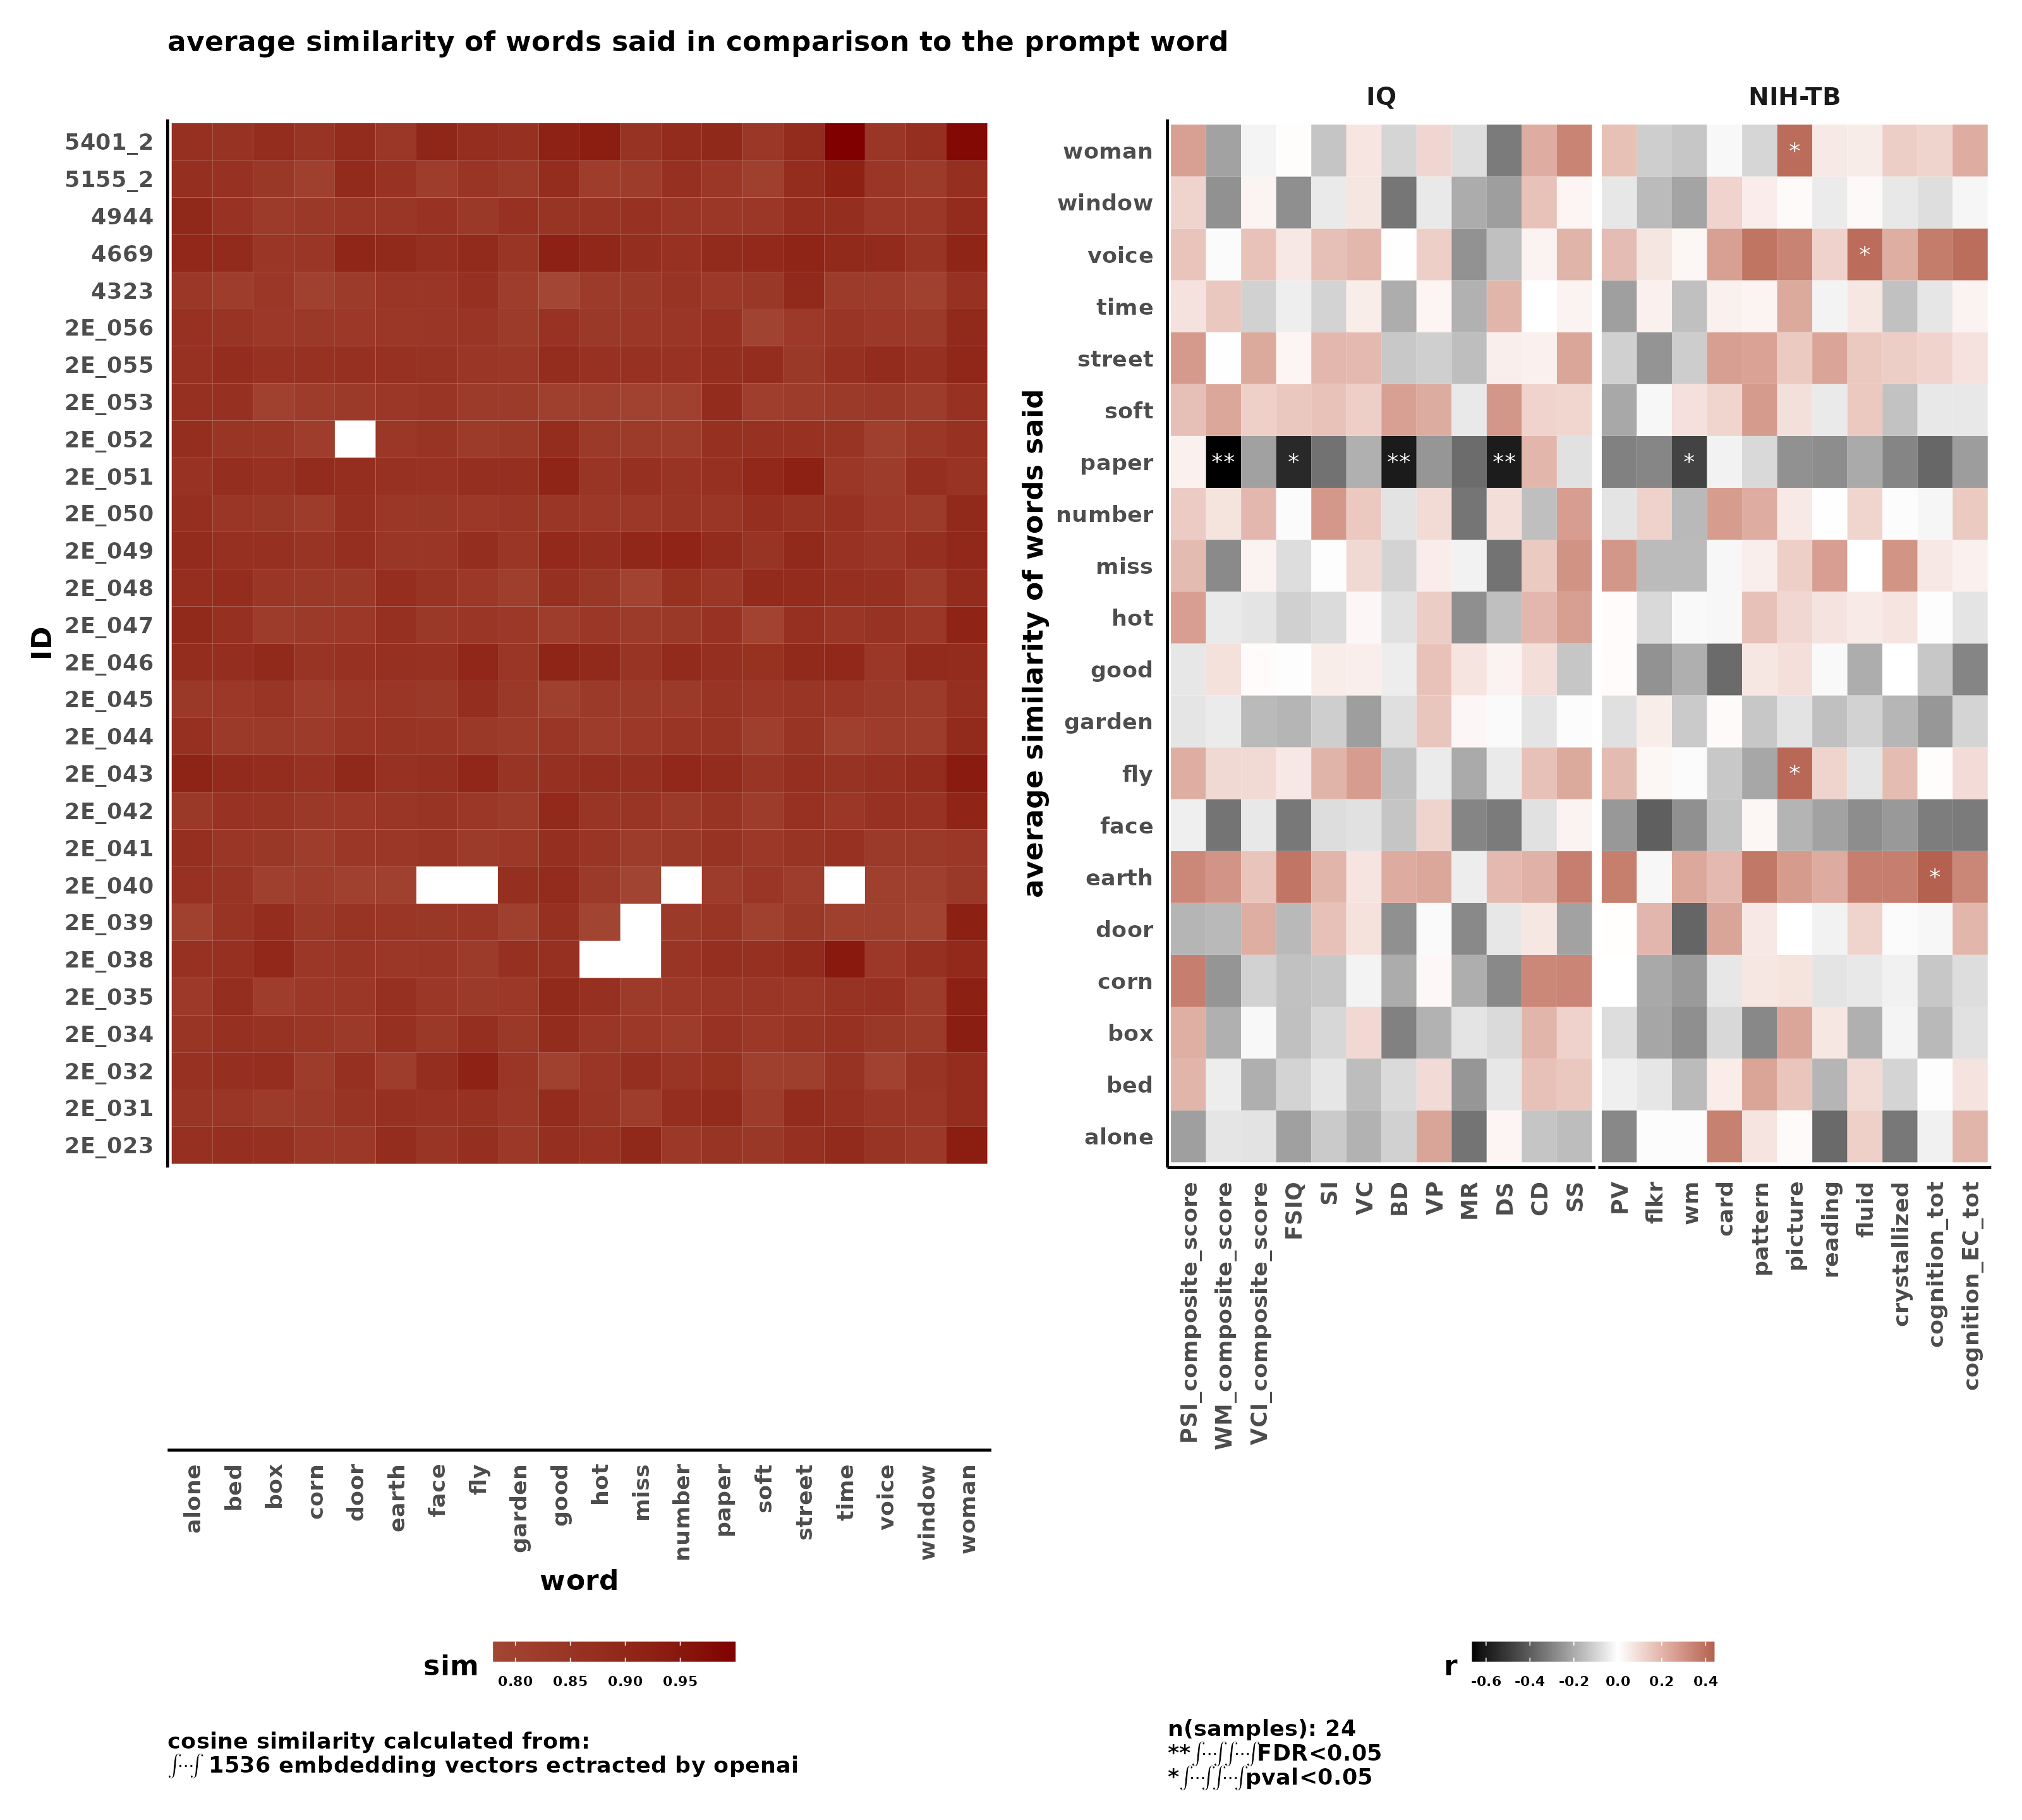 average similarity of words said in comparison to the prompt word
ID
5401_2
5155_2
4944
4669
4323
2E_056
2E_055
2E_053
2E_052
2E_051
2E_050
2E_049
2E_048
2E_047
2E_046
2E_045
2E_044
2E_043
2E_042
2E_041
2E_040
2E_039
2E_038
2E_035
2E_034
2E_032
2E_031
2E_023
alone
bed
box
corn
door
earth
face
fly
garden
good
hot
miss
number
paper
soft
street
time
voice
window
woman
word
sim
0.80 0.85 0.90 0.95
cosine similarity calculated from:
∫⋯∫ 1536 embdedding vectors ectracted by openai
IQ
NIH-TB
average similarity of words said
woman *
window
voice *
time
street
soft
paper ** * ** ** *
number
miss
hot
good
garden
fly *
face
earth *
door
corn
box
bed
alone
PSI_composite_score
WM_composite_score
VCI_composite_score
FSIQ
SI
VC
BD
VP
MR
DS
CD
SS
PV
flkr
wm
card
pattern
picture
reading
fluid
crystallized
cognition_tot
cognition_EC_tot
r
-0.6 -0.4 -0.2 0.0 0.2 0.4
n(samples): 24
**∫⋯∫∫⋯∫FDR<0.05
*∫⋯∫∫⋯∫pval<0.05